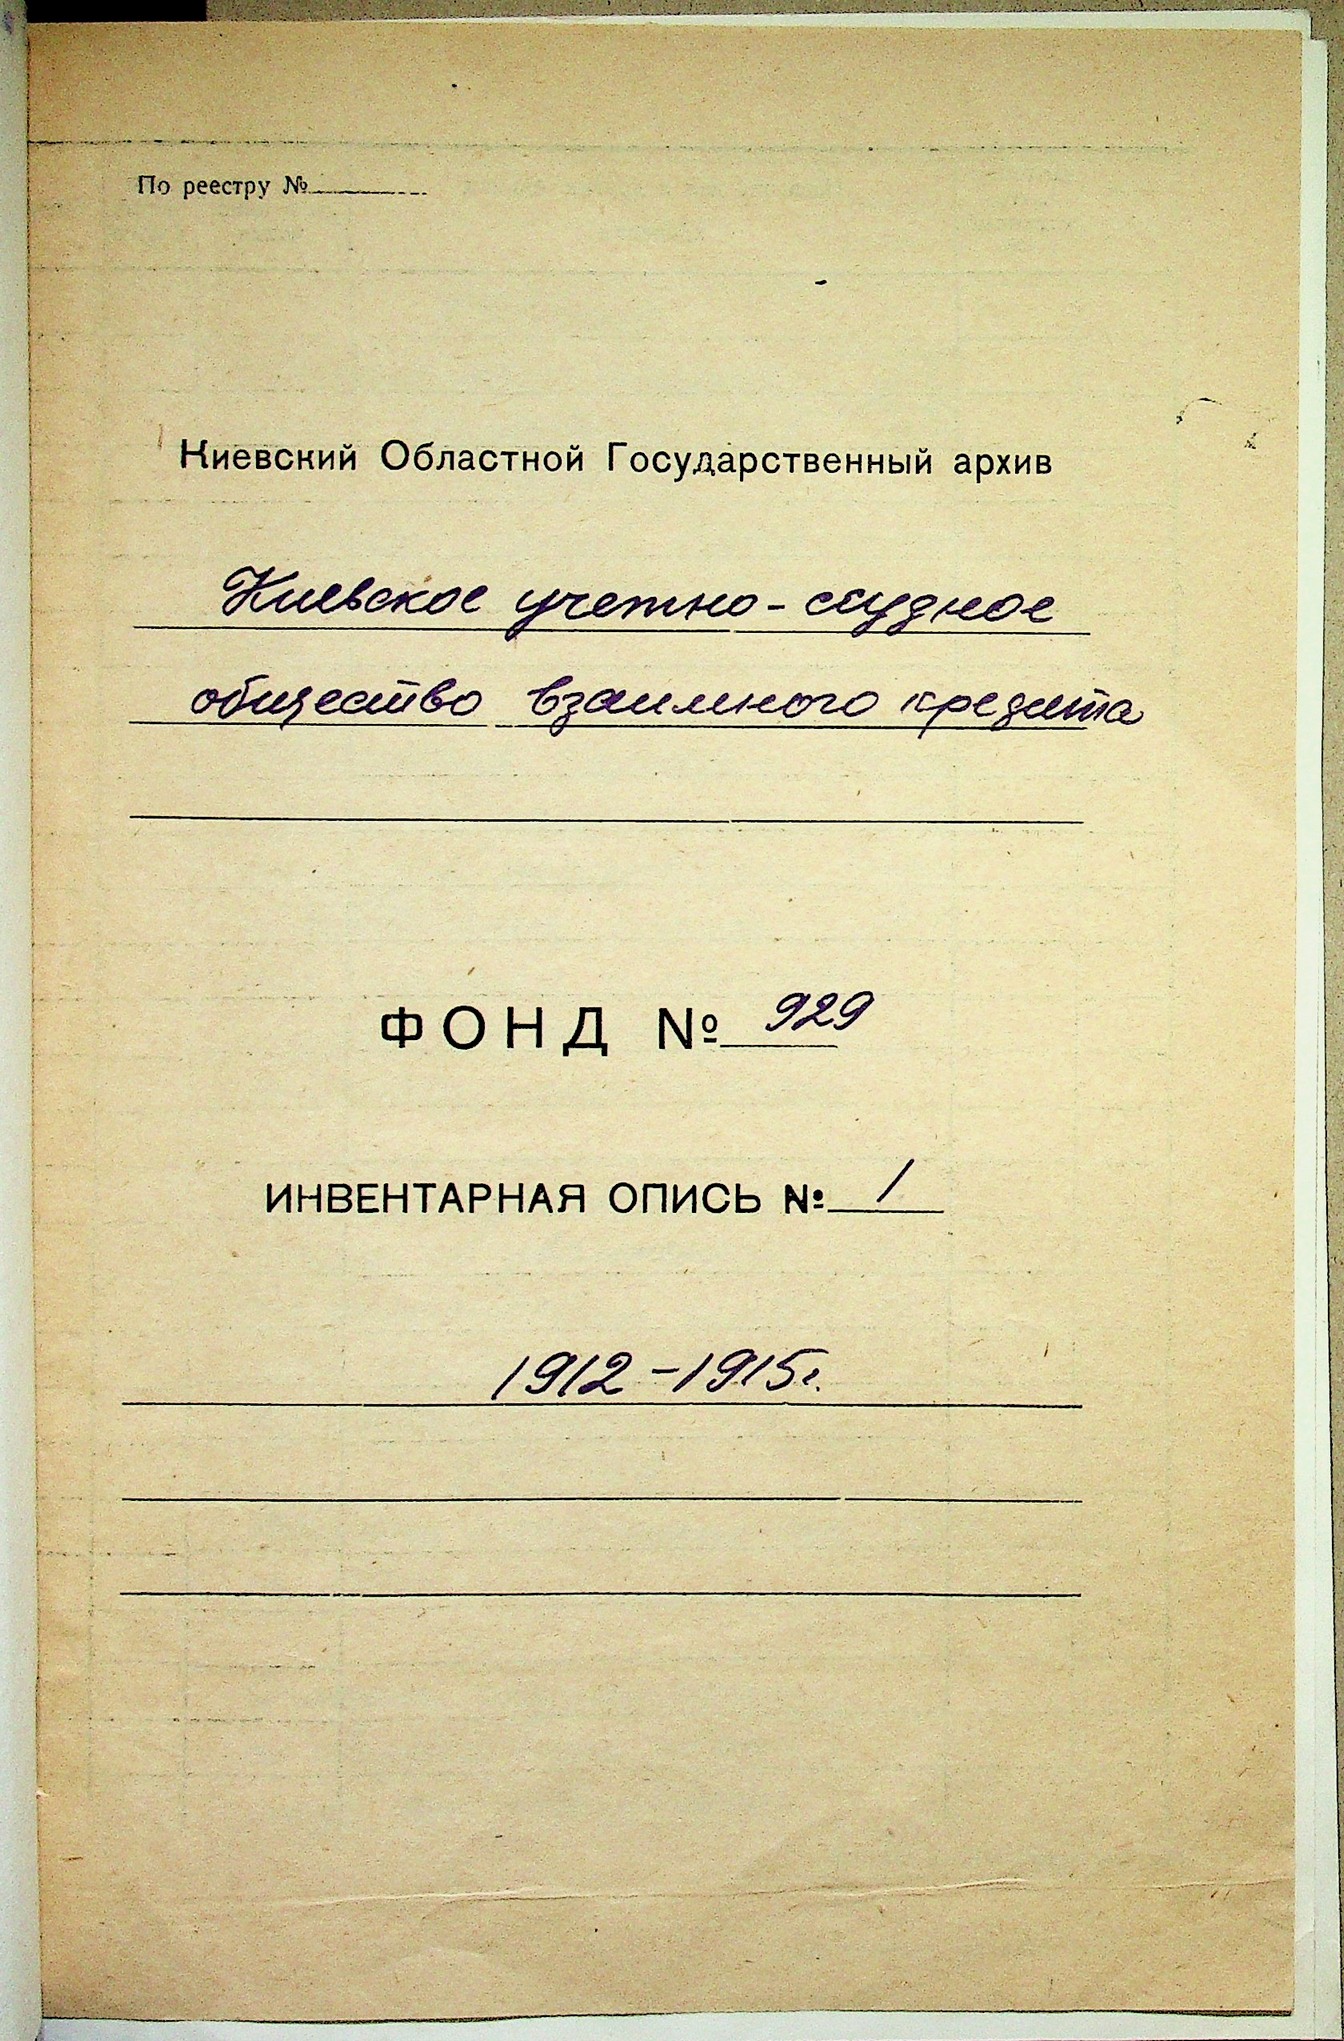 По реестру №
Киевский Областной Государственный архив
Киевское учетно-ссудное
общество взаимного кредита
ФОНД № 929
ИНВЕНТАРНАЯ ОПИСЬ № 1
1912-1915г.